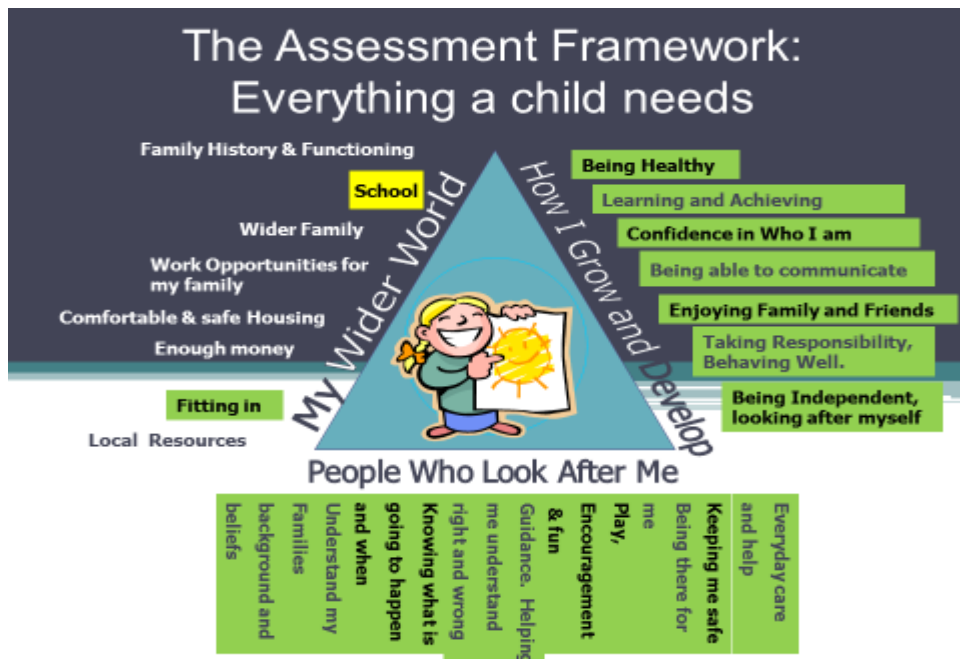 The Assessment Framework:
Everything a child needs
Family History & Functioning
School
Wider Family
Work Opportunities for
my family
Comfortable & safe Housing
Enough money
Fitting in
Local Resources
My Wider World
How I Grow and Develop
Being Healthy
Learning and Achieving
Confidence in Who I am
Being able to communicate
Enjoying Family and Friends
Taking Responsibility,
Behaving Well.
Being Independent,
looking after myself
People Who Look After Me
Everyday care
and help
Keeping me safe
Being there for
me
Play,
Encouragement
& fun
Guidance. Helping
me understand
right and wrong
Knowing what is
going to happen
and when
Understand my
Families
background and
beliefs